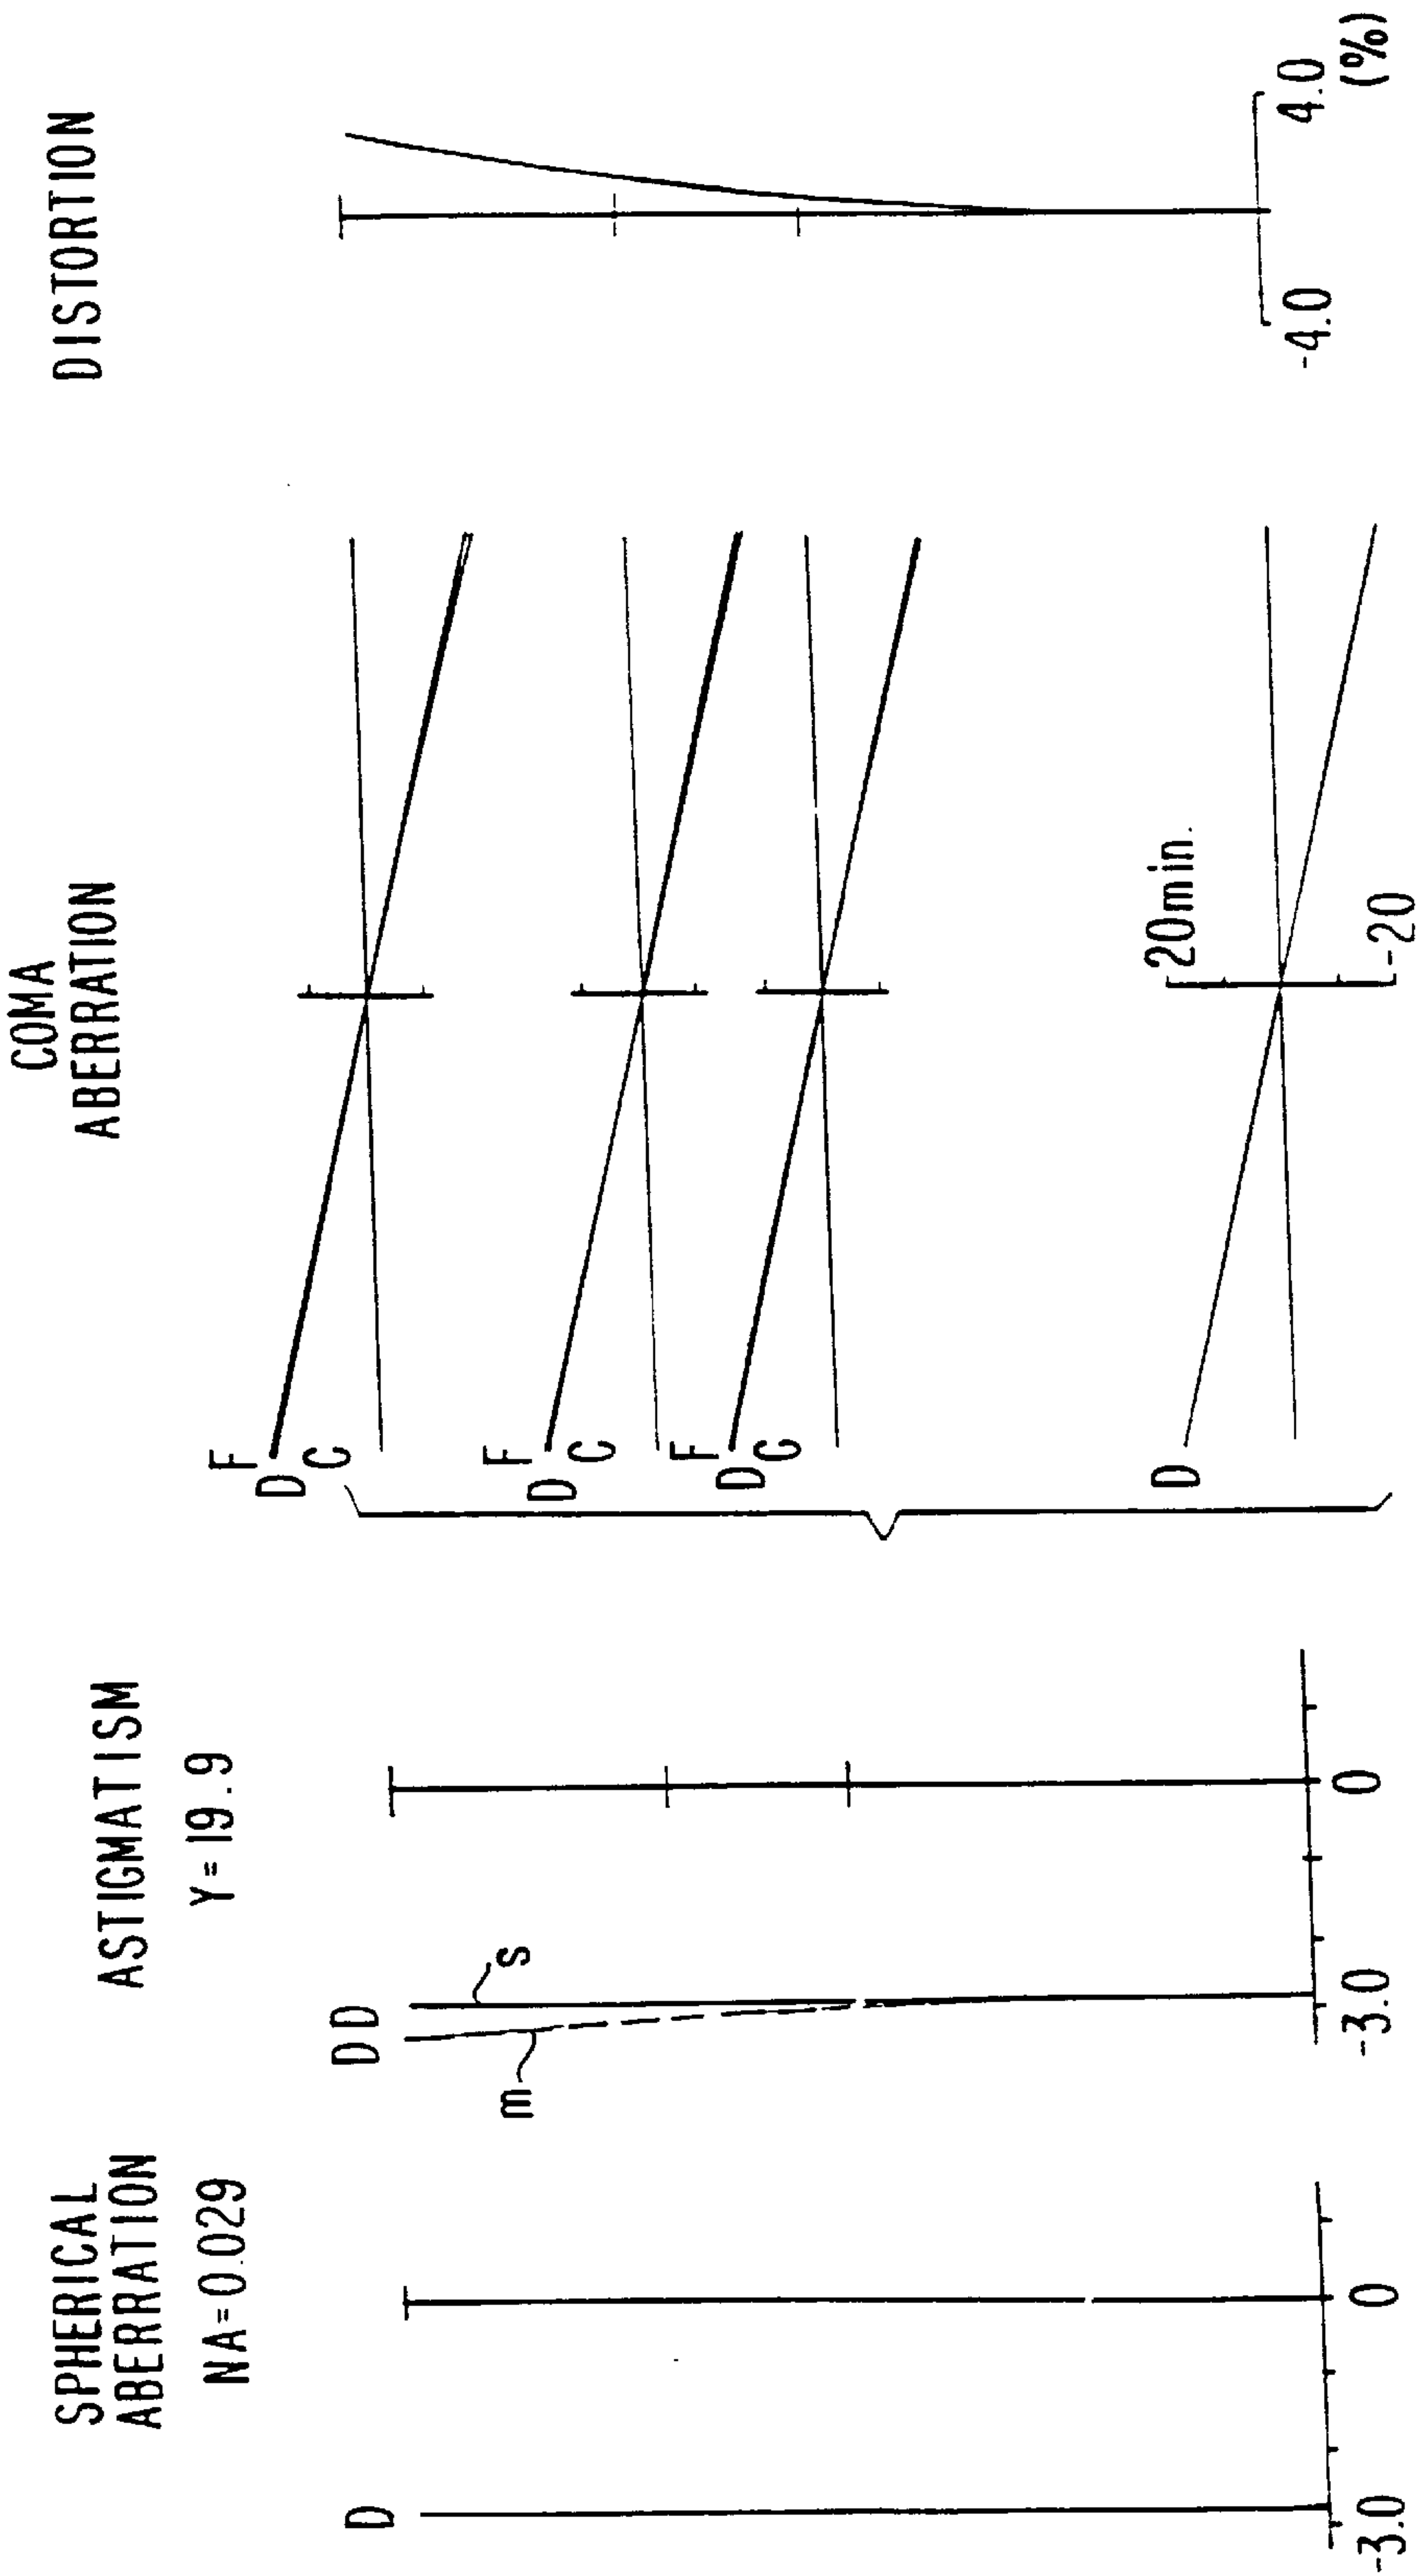 SPHERICAL
ABERRATION
NA=0.029
D
-3.0
0
ASTIGMATISM
Y=19.9
D D
m
s
-3.0
0
COMA
ABERRATION
F
D
C
F
D
C
F
D
C
D
20min.
-20
DISTORTION
-4.0
4.0
(%)